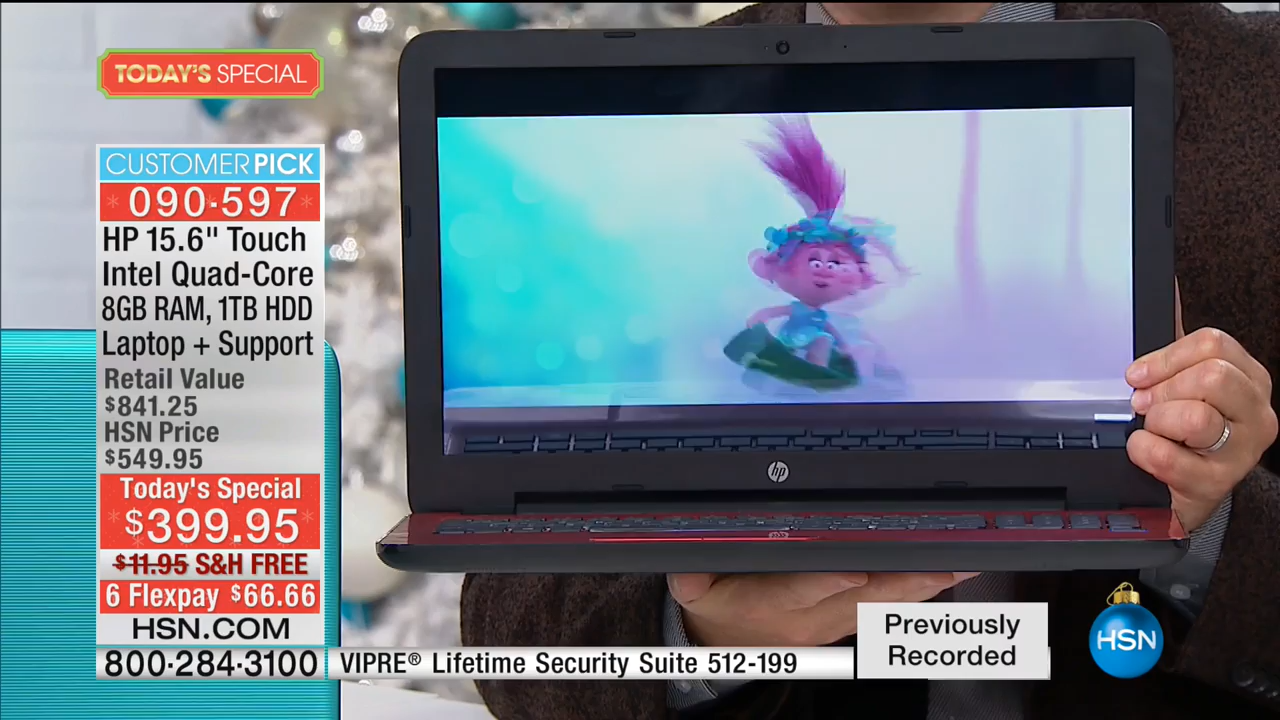 TODAY'S SPECIAL
CUSTOMER PICK
090·597
HP 15.6" Touch
Intel Quad-Core
8GB RAM, 1TB HDD
Laptop + Support
Retail Value
$841.25
HSN Price
$549.95
Today's Special
$399.95
$11.95 S&H FREE
6 Flexpay $66.66
HSN.COM
800·284·3100
VIPRE® Lifetime Security Suite 512-199
Previously
Recorded
HSN
hp